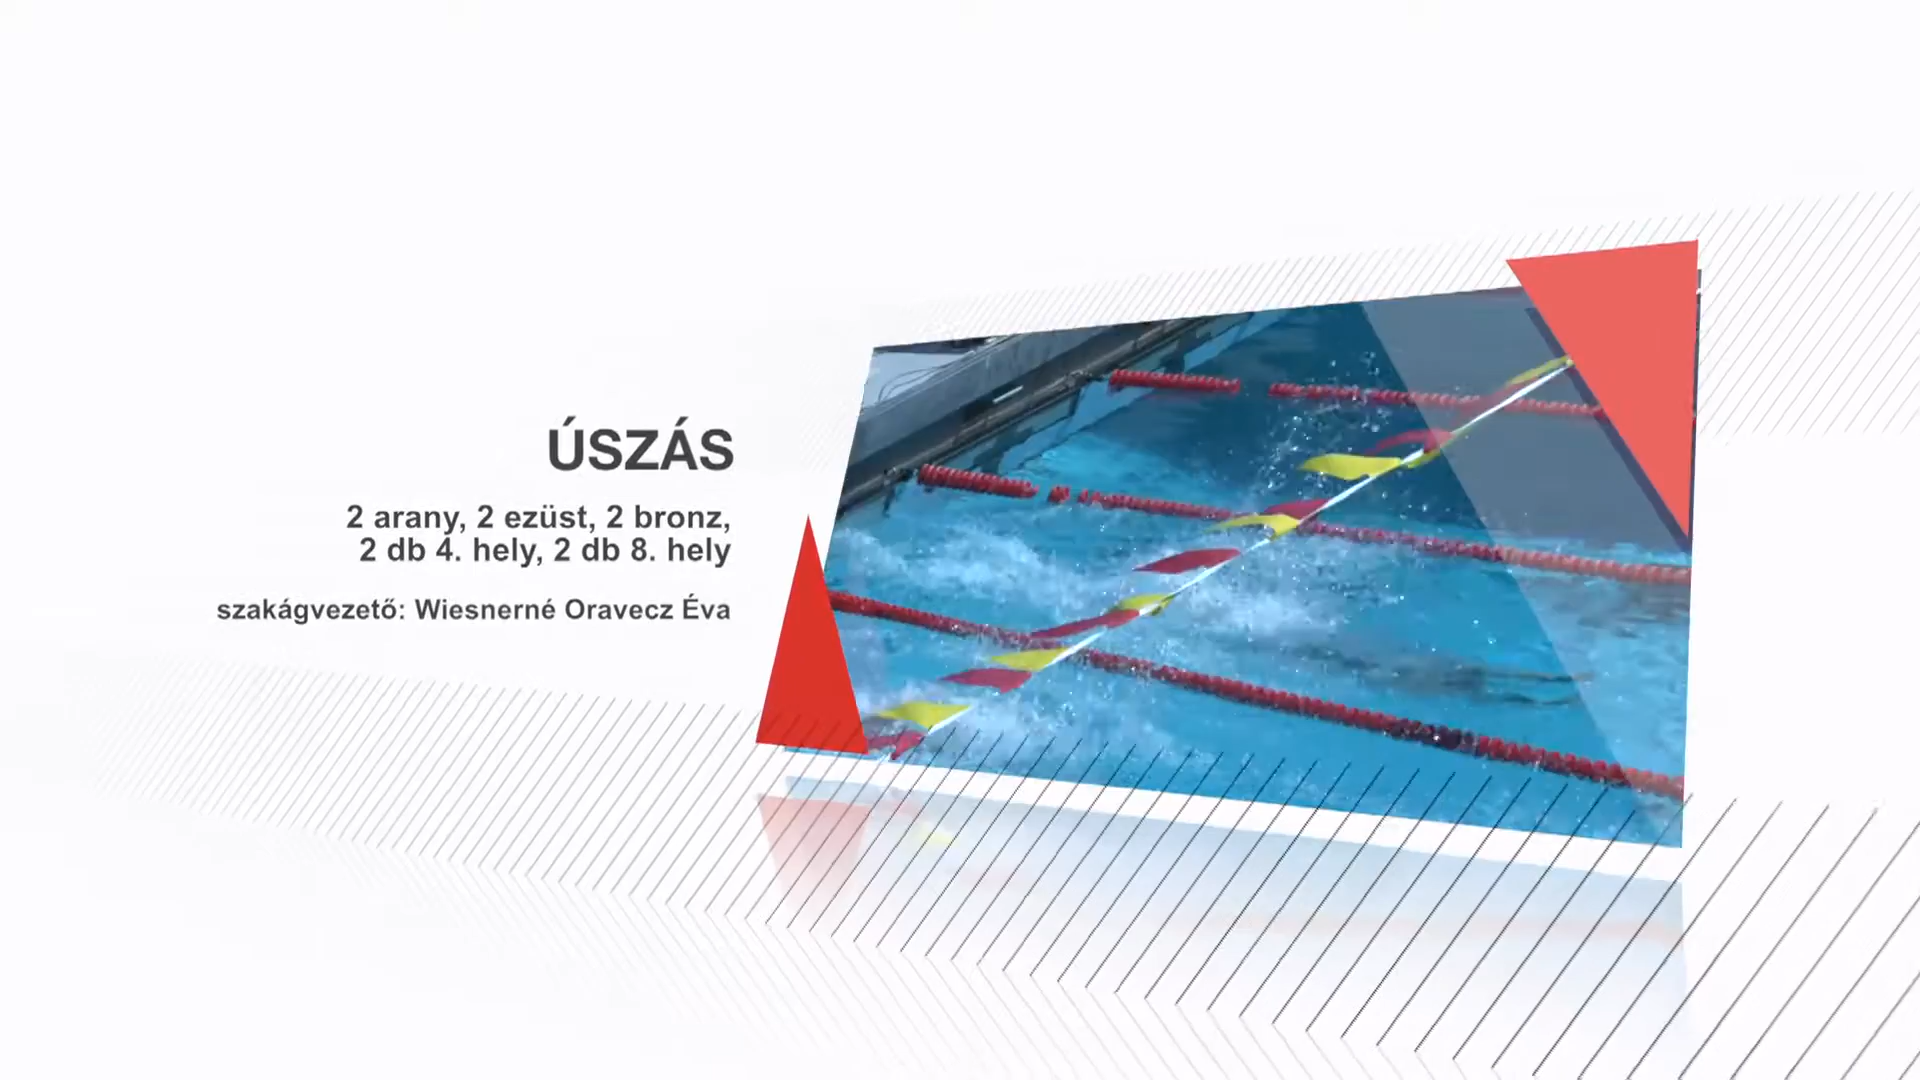 ÚSZÁS
2 arany, 2 ezüst, 2 bronz,
2 db 4. hely, 2 db 8. hely
szakágvezető: Wiesnerné Oravecz Éva